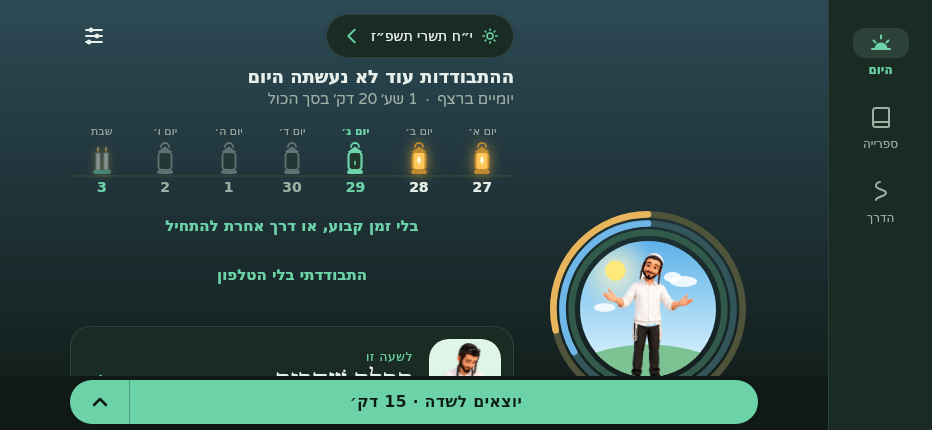 י״ח תשרי תשפ״ז
ההתבודדות עוד לא נעשתה היום
יומיים ברצף · 1 שע׳ 20 דק׳ בסך הכול
יום א׳ יום ב׳ יום ג׳ יום ד׳ יום ה׳ יום ו׳ שבת
27 28 29 30 1 2 3
בלי זמן קבוע, או דרך אחרת להתחיל
התבודדתי בלי הטלפון
לשעה זו
יוצאים לשדה · 15 דק׳
היום
ספרייה
הדרך